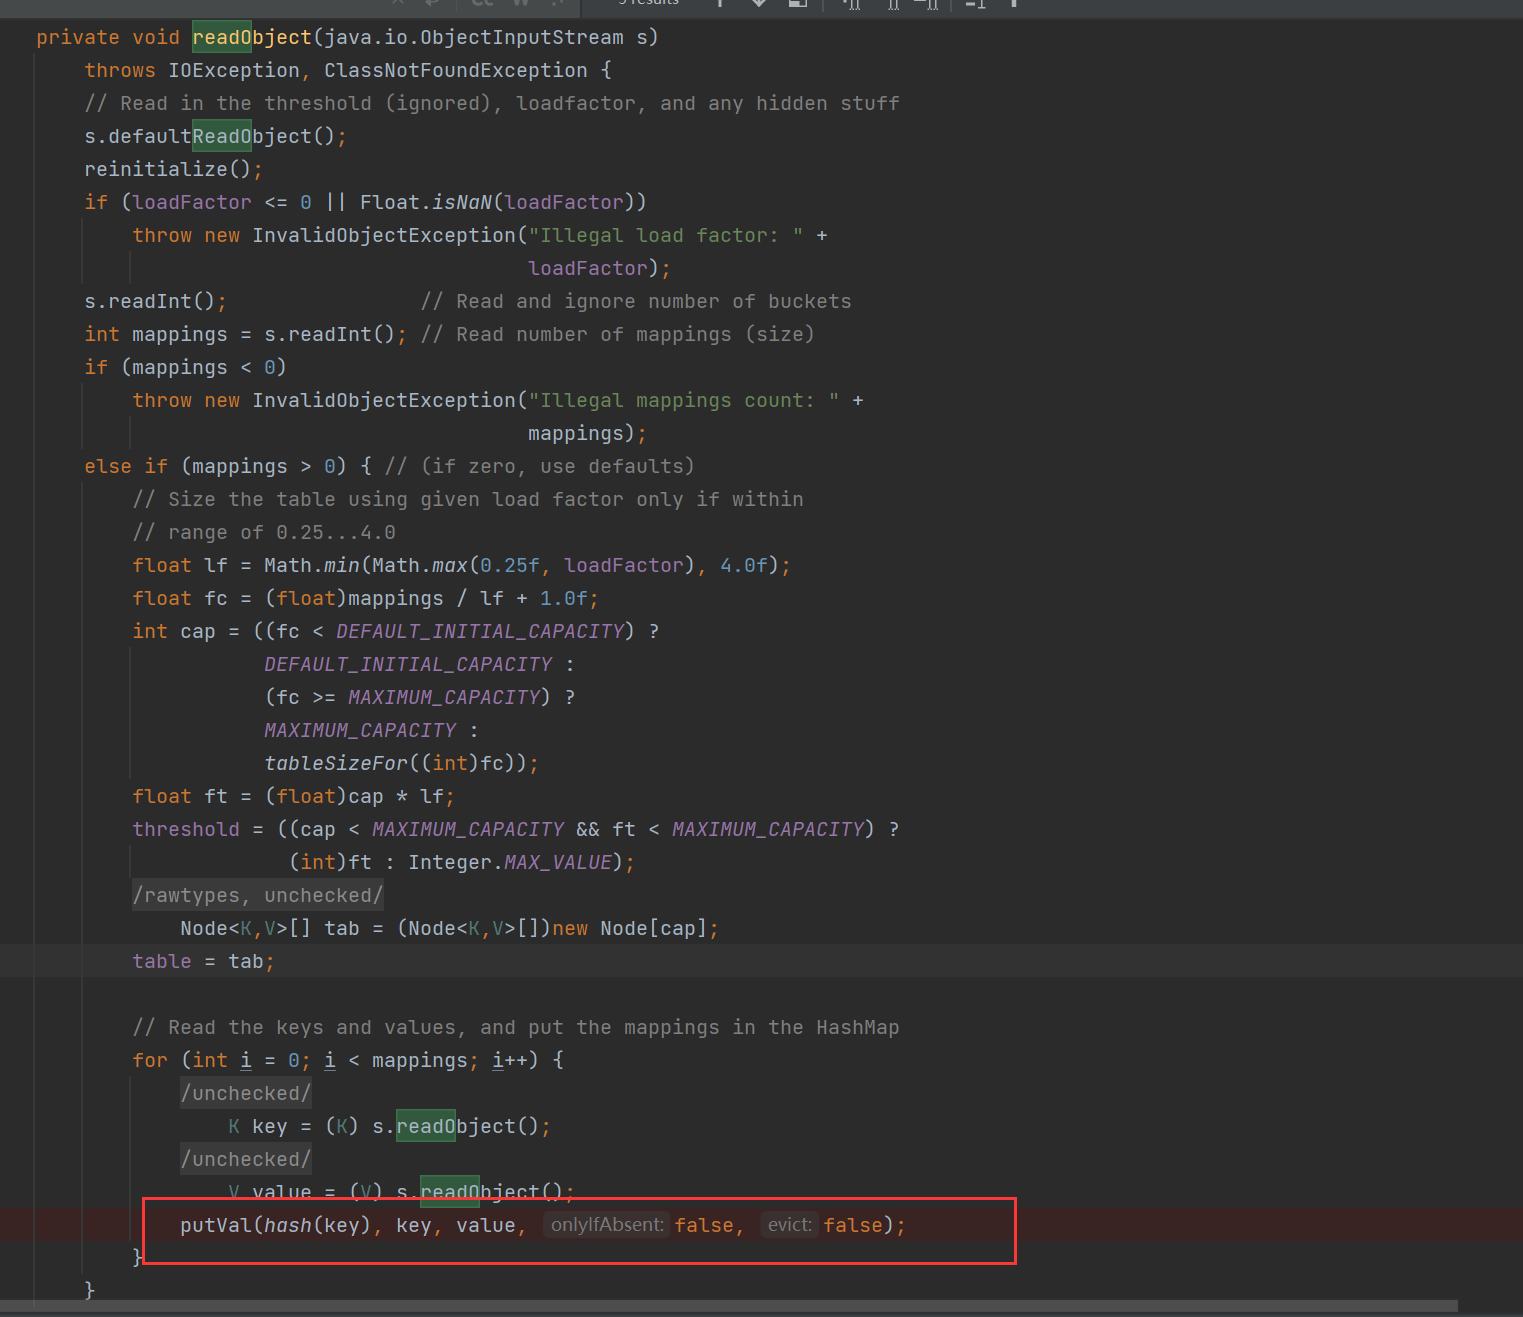 Cc W .* 5 results
private void readObject(java.io.ObjectInputStream s)
throws IOException, ClassNotFoundException {
// Read in the threshold (ignored), loadfactor, and any hidden stuff
s.defaultReadObject();
reinitialize();
if (loadFactor <= 0 || Float.isNaN(loadFactor))
throw new InvalidObjectException("Illegal load factor: " +
loadFactor);
s.readInt(); // Read and ignore number of buckets
int mappings = s.readInt(); // Read number of mappings (size)
if (mappings < 0)
throw new InvalidObjectException("Illegal mappings count: " +
mappings);
else if (mappings > 0) { // (if zero, use defaults)
// Size the table using given load factor only if within
// range of 0.25...4.0
float lf = Math.min(Math.max(0.25f, loadFactor), 4.0f);
float fc = (float)mappings / lf + 1.0f;
int cap = ((fc < DEFAULT_INITIAL_CAPACITY) ?
DEFAULT_INITIAL_CAPACITY :
(fc >= MAXIMUM_CAPACITY) ?
MAXIMUM_CAPACITY :
tableSizeFor((int)fc));
float ft = (float)cap * lf;
threshold = ((cap < MAXIMUM_CAPACITY && ft < MAXIMUM_CAPACITY) ?
(int)ft : Integer.MAX_VALUE);
/rawtypes, unchecked/
Node<K,V>[] tab = (Node<K,V>[])new Node[cap];
table = tab;
// Read the keys and values, and put the mappings in the HashMap
for (int i = 0; i < mappings; i++) {
/unchecked/
K key = (K) s.readObject();
/unchecked/
V value = (V) s.readObject();
putVal(hash(key), key, value, onlyIfAbsent: false, evict: false);
}
}